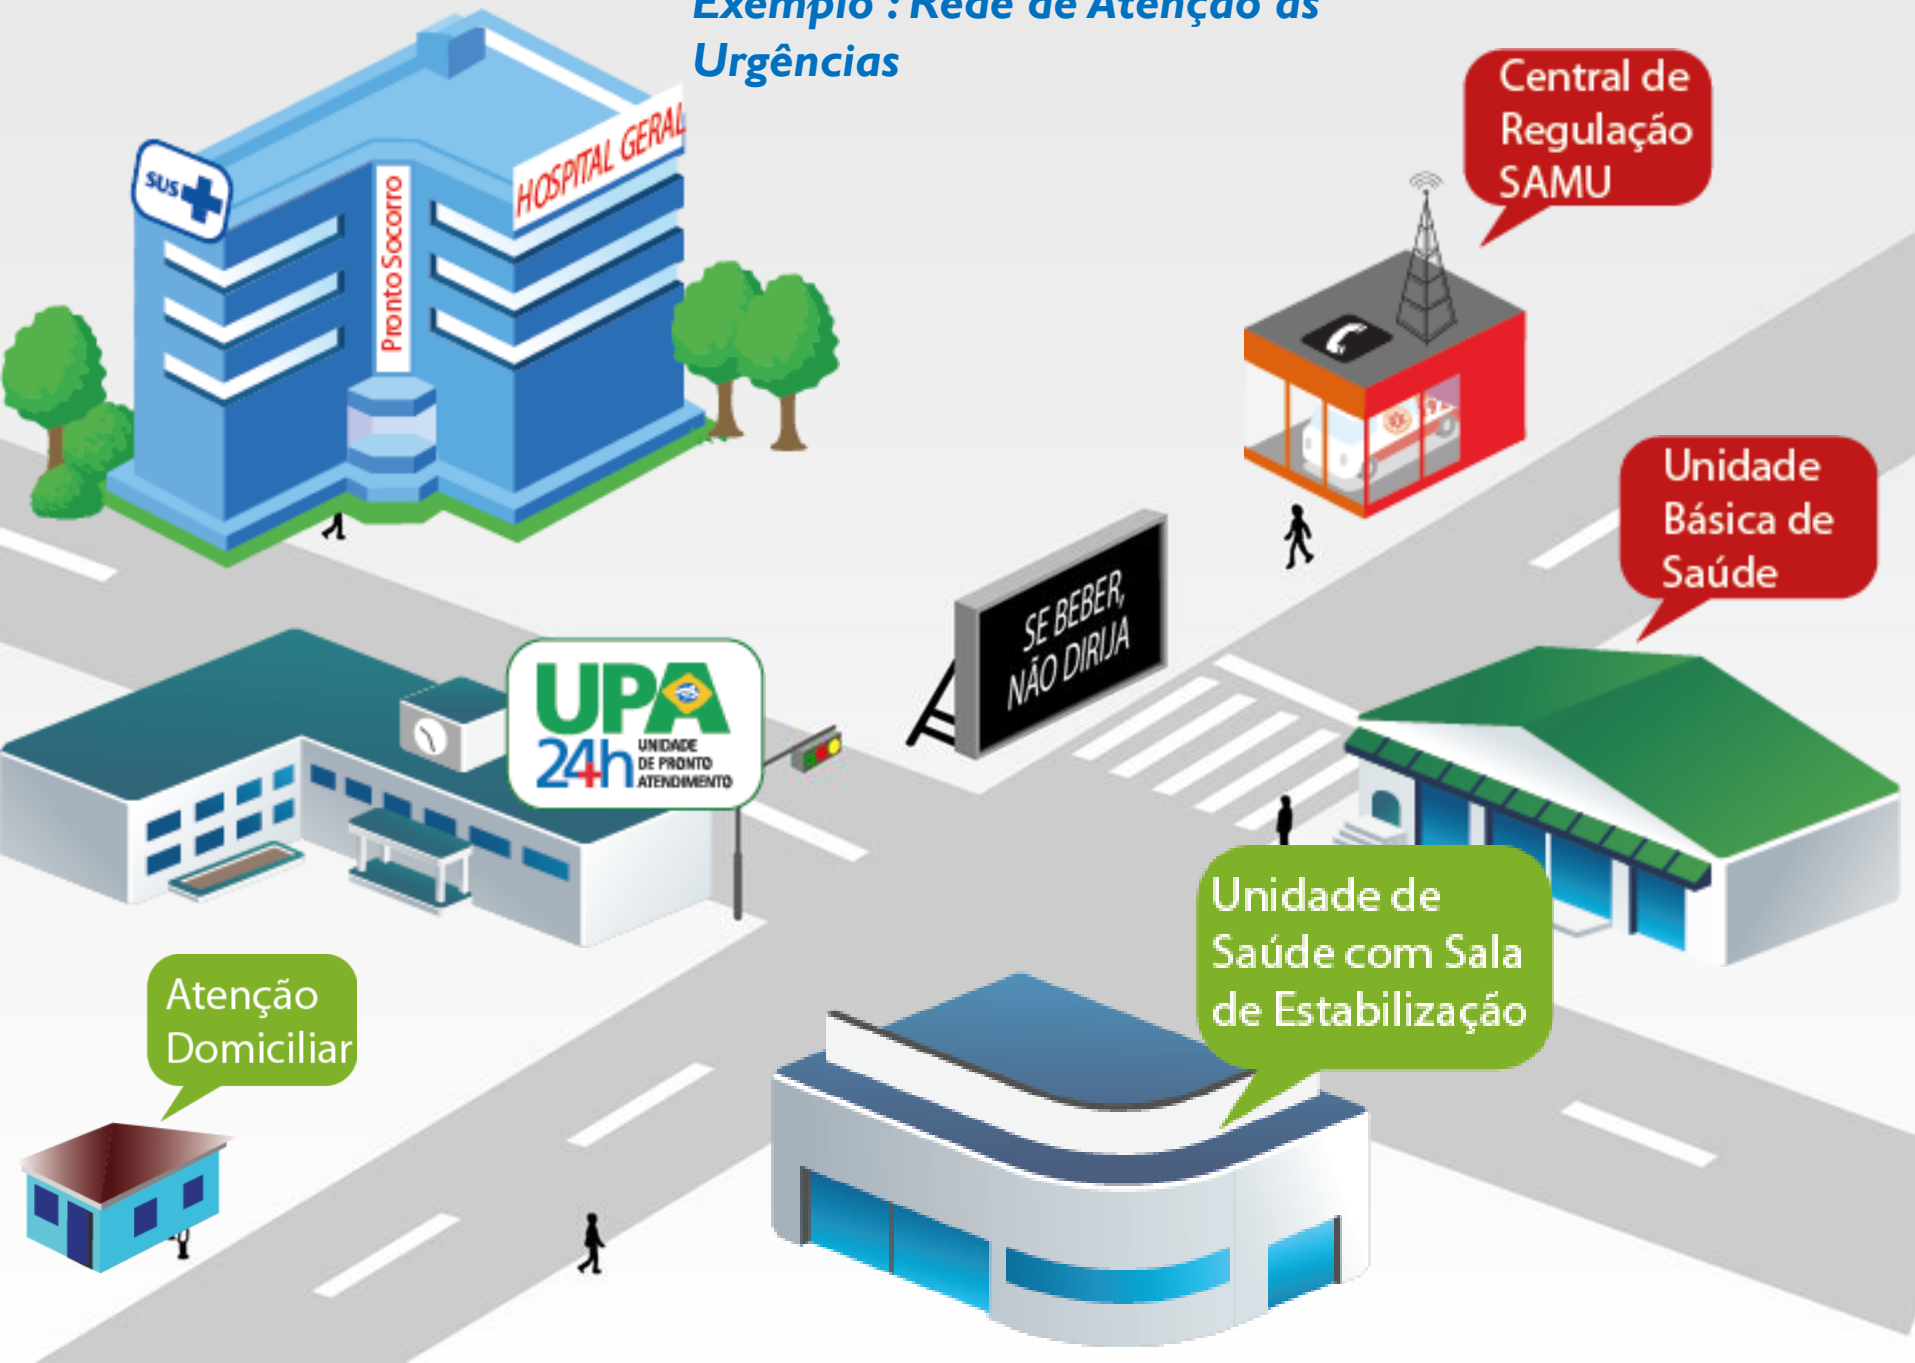 Exemplo : Rede de Atenção às
Urgências
Central de
Regulação
SAMU
HOSPITAL GERAL
SUS
Pronto Socorro
192
Unidade
Básica de
Saúde
SE BEBER,
NÃO DIRIJA
UPA
24h
UNIDADE
DE PRONTO
ATENDIMENTO
Unidade de
Saúde com Sala
de Estabilização
Atenção
Domiciliar